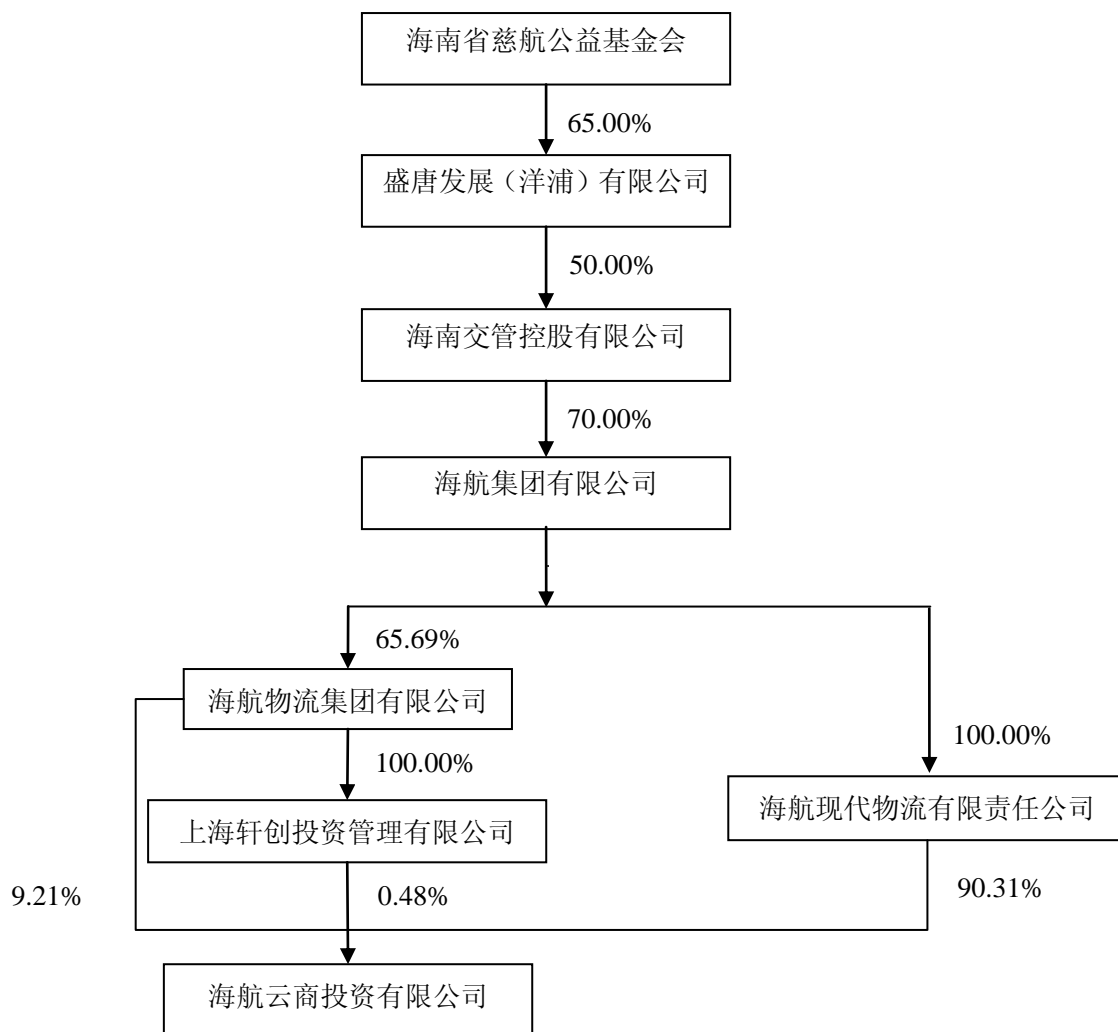 海南省慈航公益基金会
65.00%
盛唐发展（洋浦）有限公司
50.00%
海南交管控股有限公司
70.00%
海航集团有限公司
65.69%
海航物流集团有限公司
100.00%
100.00%
海航现代物流有限责任公司
上海轩创投资管理有限公司
9.21%
0.48%
90.31%
海航云商投资有限公司